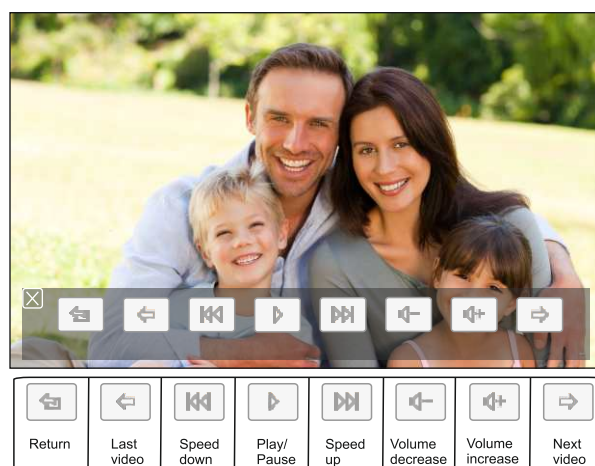 Return Last Speed Play/ Speed Volume Volume Next
video down Pause up decrease increase video